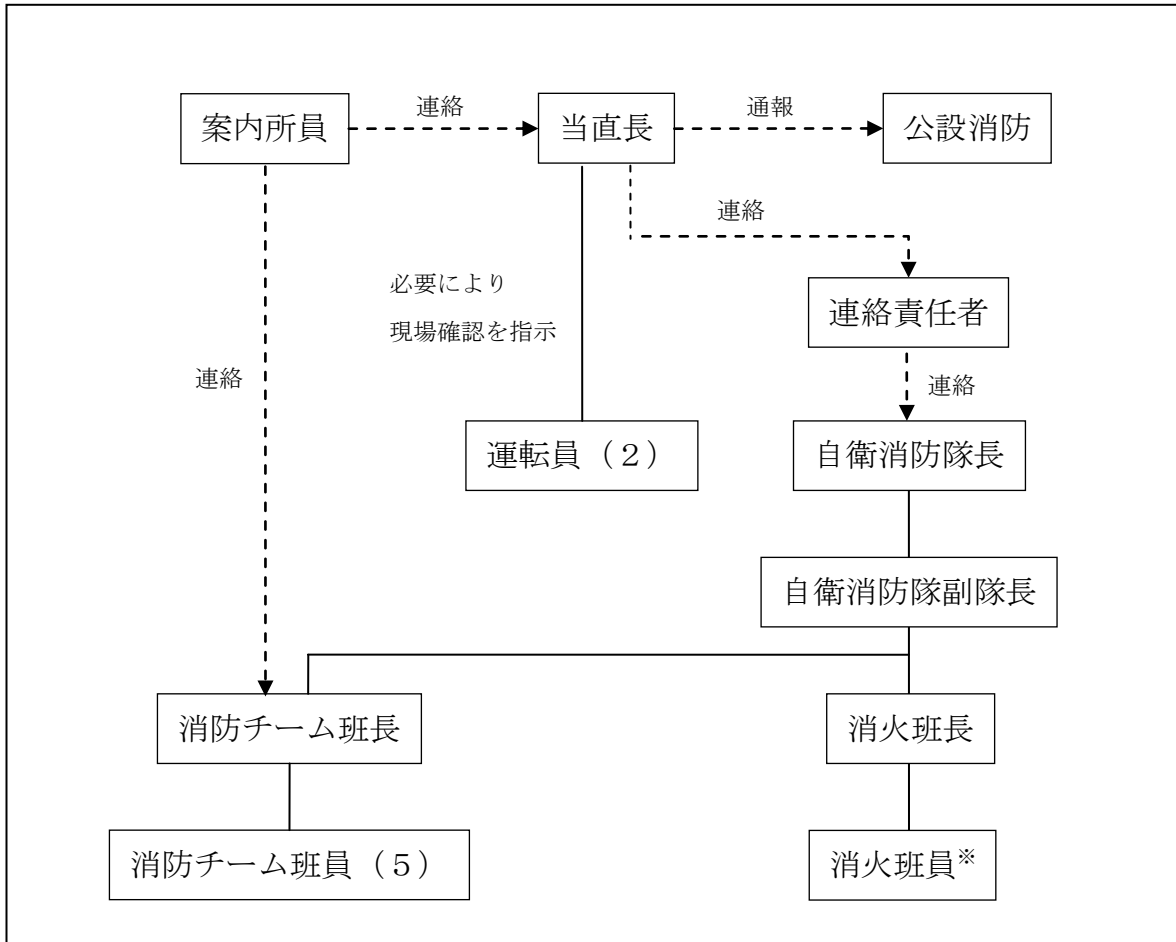 案内所員
連絡
当直長
通報
公設消防
連絡
必要により
現場確認を指示
連絡責任者
連絡
連絡
運転員（２）
自衛消防隊長
自衛消防隊副隊長
消防チーム班長
消火班長
消防チーム班員（５）
消火班員※